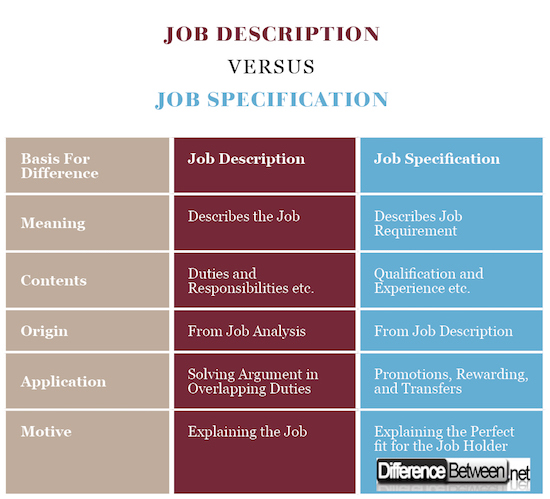 JOB DESCRIPTION
VERSUS
JOB SPECIFICATION
Basis For
Difference
Job Description
Job Specification
Meaning
Describes the Job
Describes Job
Requirement
Contents
Duties and
Responsibilities etc.
Qualification and
Experience etc.
Origin
From Job Analysis
From Job Description
Application
Solving Argument in
Overlapping Duties
Promotions, Rewarding,
and Transfers
Motive
Explaining the Job
Explaining the Perfect
fit for the Job Holder
DifferenceBetween.net